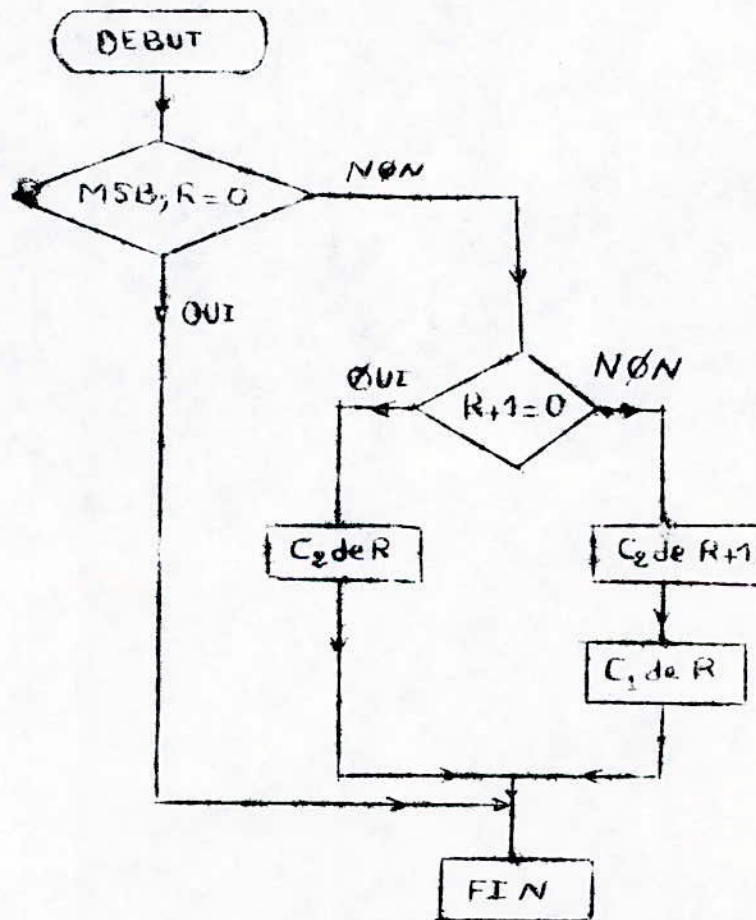 DEBUT
MSB, R = 0
NØN
OUI
ØUI
NØN
R+1=0
C₂ de R
C₂ de R+1
C₁ de R
FIN